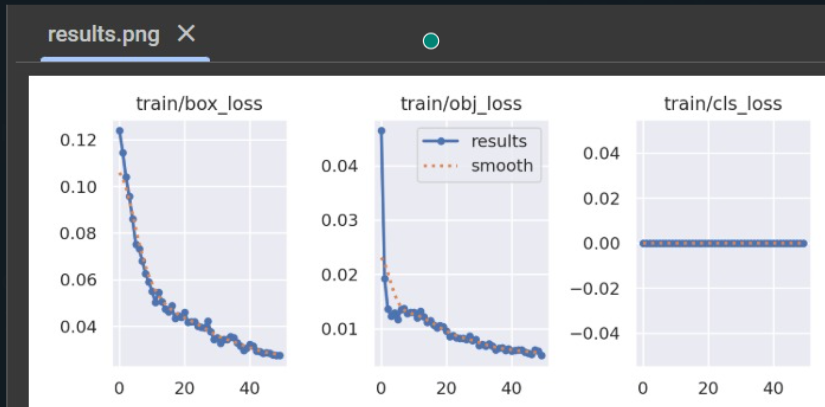 results.png ×
train/box_loss train/obj_loss train/cls_loss
0.12
0.10
0.08
0.06
0.04
0 20 40
results
smooth
0.04
0.03
0.02
0.01
0 20 40
0.04
0.02
0.00
−0.02
−0.04
0 20 40